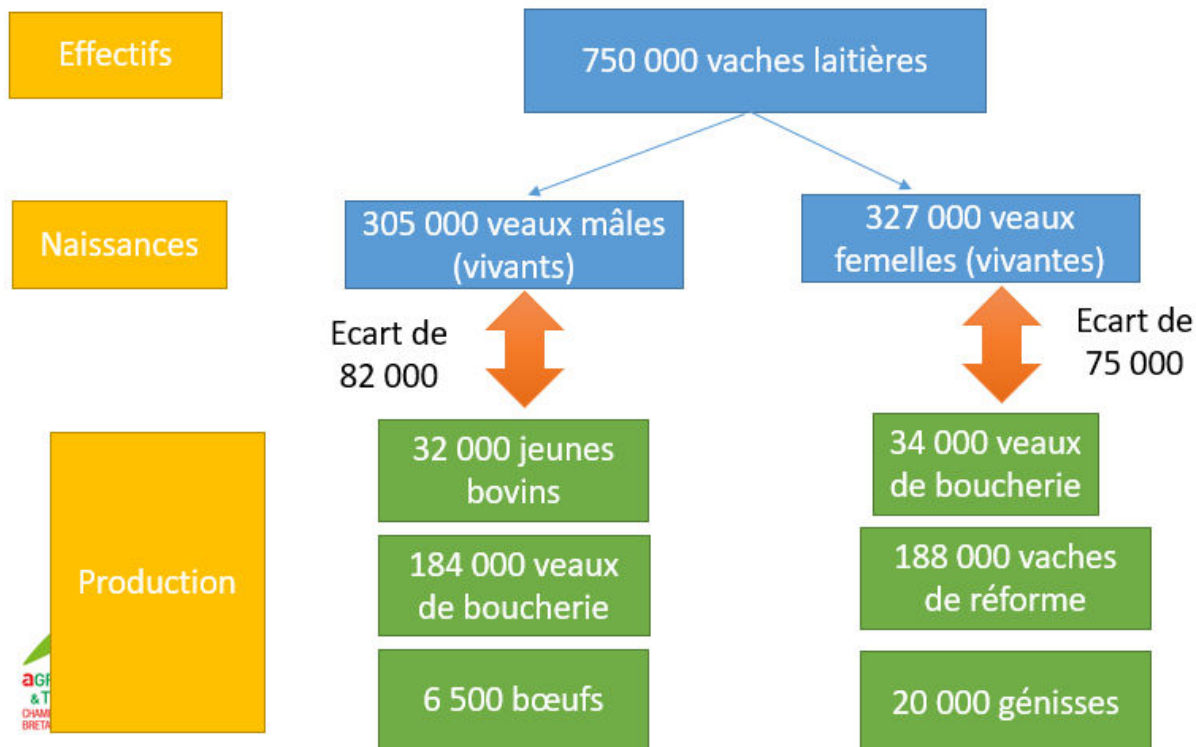 Effectifs
750 000 vaches laitières
Naissances
305 000 veaux mâles
(vivants)
327 000 veaux
femelles (vivantes)
Ecart de
82 000
Ecart de
75 000
Production
32 000 jeunes
bovins
34 000 veaux
de boucherie
184 000 veaux
de boucherie
188 000 vaches
de réforme
6 500 bœufs
20 000 génisses
& T